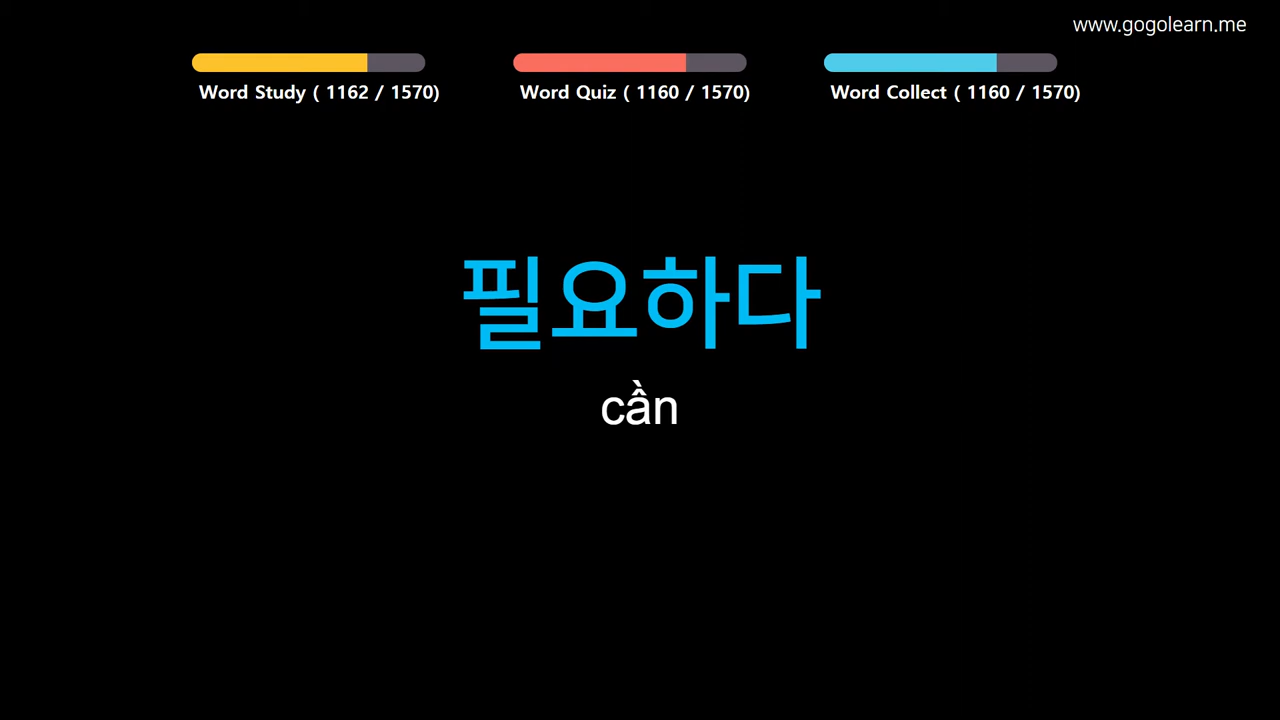 www.gogolearn.me
Word Study ( 1162 / 1570)
Word Quiz ( 1160 / 1570)
Word Collect ( 1160 / 1570)
필요하다
cần